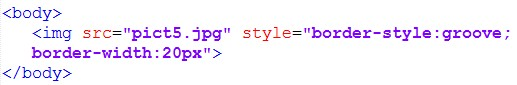 <body>
<img src="pict5.jpg" style="border-style:groove;
border-width:20px">
</body>